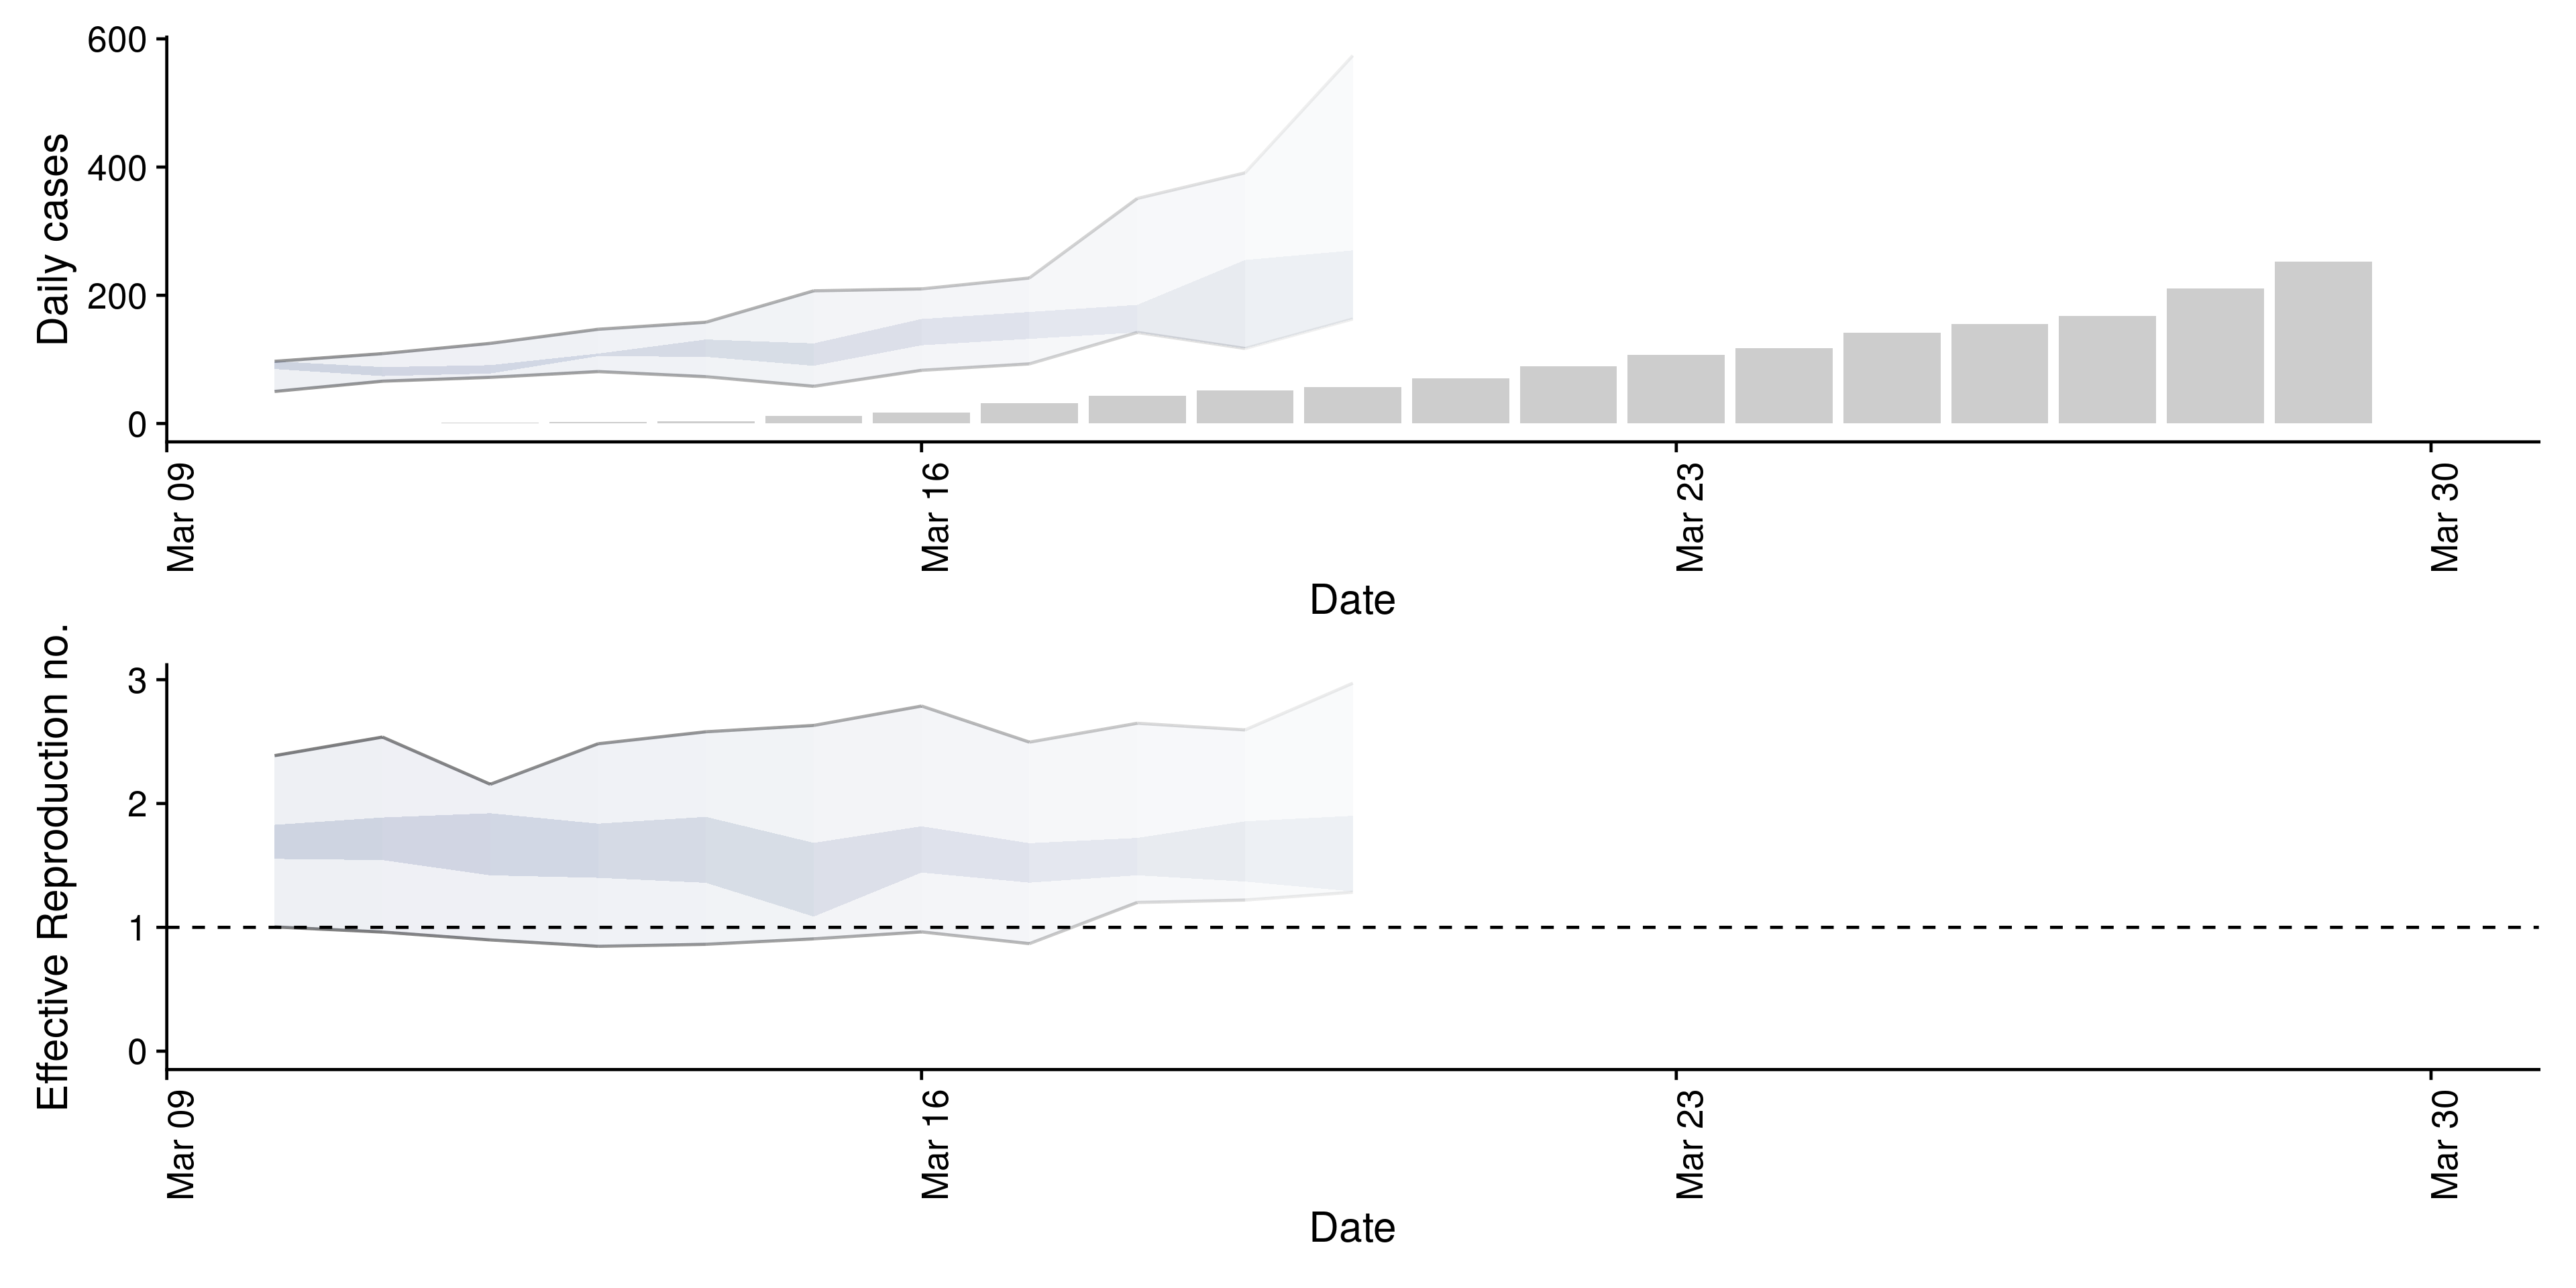 Daily cases
600
400
200
0
Mar 09
Mar 16
Mar 23
Mar 30
Date
Effective Reproduction no.
3
2
1
0
Mar 09
Mar 16
Mar 23
Mar 30
Date